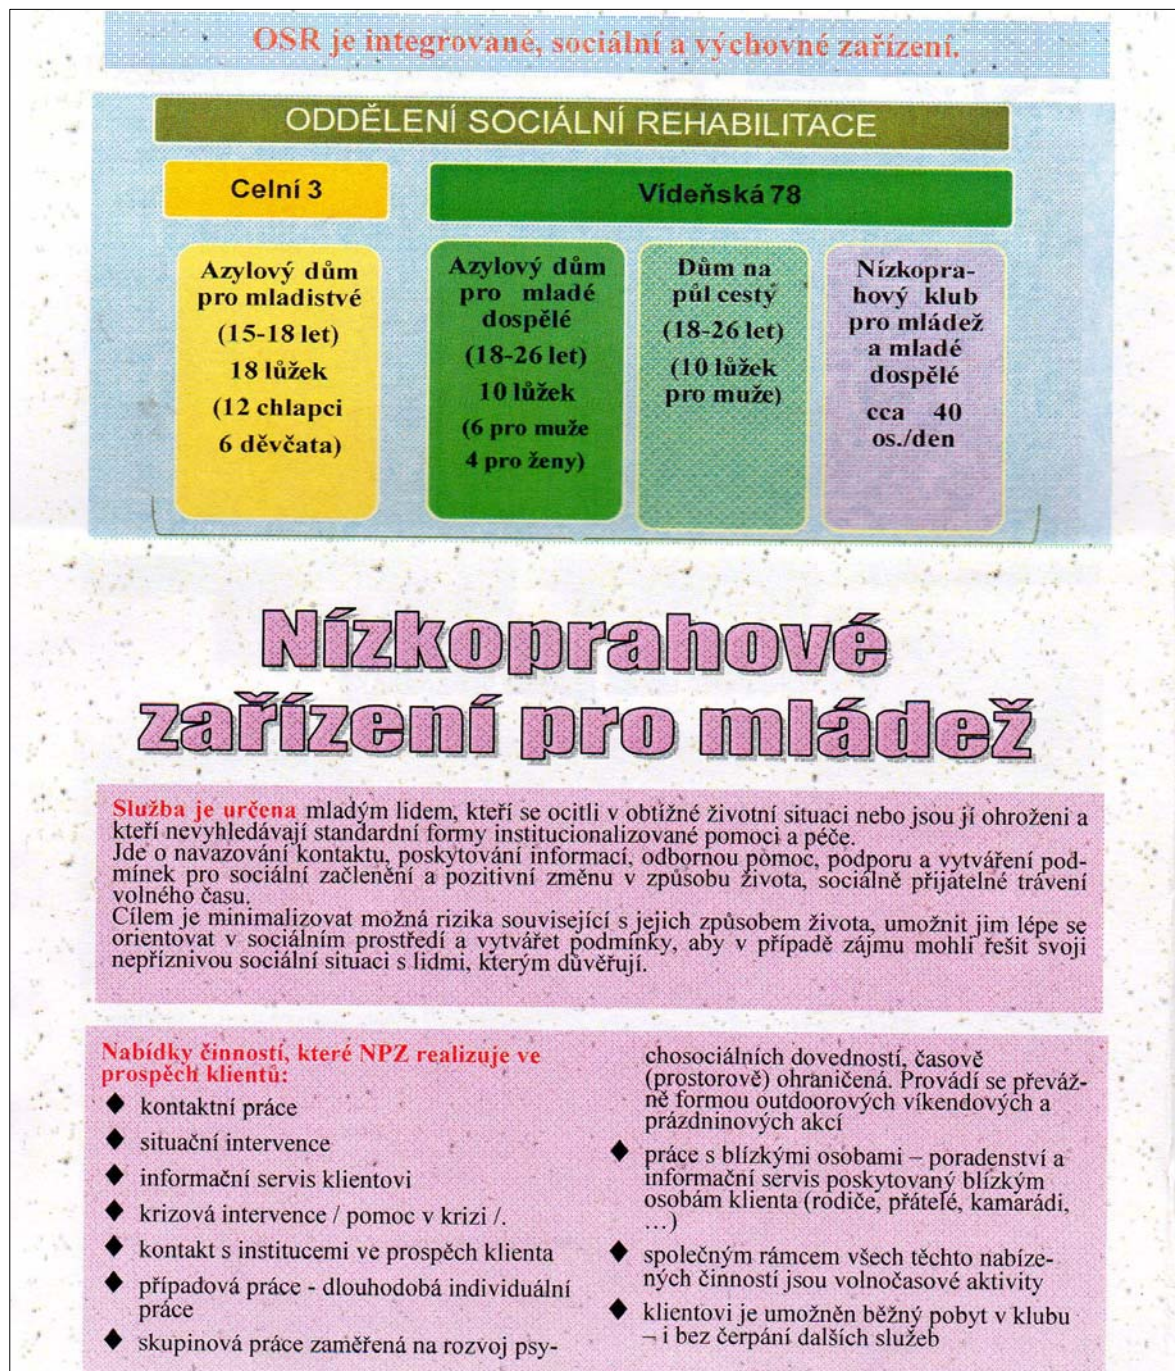 OSR je integrované, sociální a výchovné zařízení.
ODDĚLENÍ SOCIÁLNÍ REHABILITACE
Celní 3
Vídeňská 78
Azylový dům
pro mladistvé
(15-18 let)
18 lůžek
(12 chlapci
6 děvčata)
Azylový dům
pro mladé
dospělé
(18-26 let)
10 lůžek
(6 pro muže
4 pro ženy)
Dům na
půl cestý
(18-26 let)
(10 lůžek
pro muže)
Nízkopra-
hový klub
pro mládež
a mladé
dospělé
cca 40
os./den
Nízkoprahové
zařízení pro mládež
Služba je určena mladým lidem, kteří se ocitli v obtížné životní situaci nebo jsou jí ohroženi a
kteří nevyhledávají standardní formy institucionalizované pomoci a péče.
Jde o navazování kontaktu, poskytování informací, odbornou pomoc, podporu a vytváření pod-
mínek pro sociální začlenění a pozitivní změnu v způsobu života, sociálně přijatelné trávení
volného času.
Cílem je minimalizovat možná rizika související s jejich způsobem života, umožnit jim lépe se
orientovat v sociálním prostředí a vytvářet podmínky, aby v případě zájmu mohli řešit svoji
nepříznivou sociální situaci s lidmi, kterým důvěřují.
Nabídky činností, které NPZ realizuje ve
prospěch klientů:
♦ kontaktní práce
♦ situační intervence
♦ informační servis klientovi
♦ krizová intervence / pomoc v krizi /.
♦ kontakt s institucemi ve prospěch klienta
♦ případová práce - dlouhodobá individuální
práce
♦ skupinová práce zaměřená na rozvoj psy-
chosociálních dovedností, časově
(prostorově) ohraničená. Provádí se převáž-
ně formou outdoorových víkendových a
prázdninových akcí
♦ práce s blízkými osobami – poradenství a
informační servis poskytovaný blízkým
osobám klienta (rodiče, přátelé, kamarádi,
…)
♦ společným rámcem všech těchto nabíze-
ných činností jsou volnočasové aktivity
♦ klientovi je umožněn běžný pobyt v klubu
– i bez čerpání dalších služeb